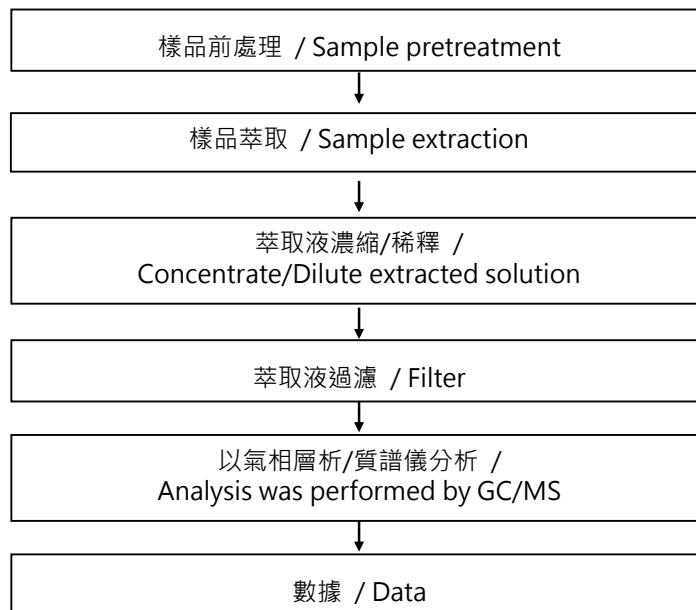 樣品前處理 / Sample pretreatment
樣品萃取 / Sample extraction
萃取液濃縮/稀釋 /
Concentrate/Dilute extracted solution
萃取液過濾 / Filter
以氣相層析/質譜儀分析 /
Analysis was performed by GC/MS
數據 / Data